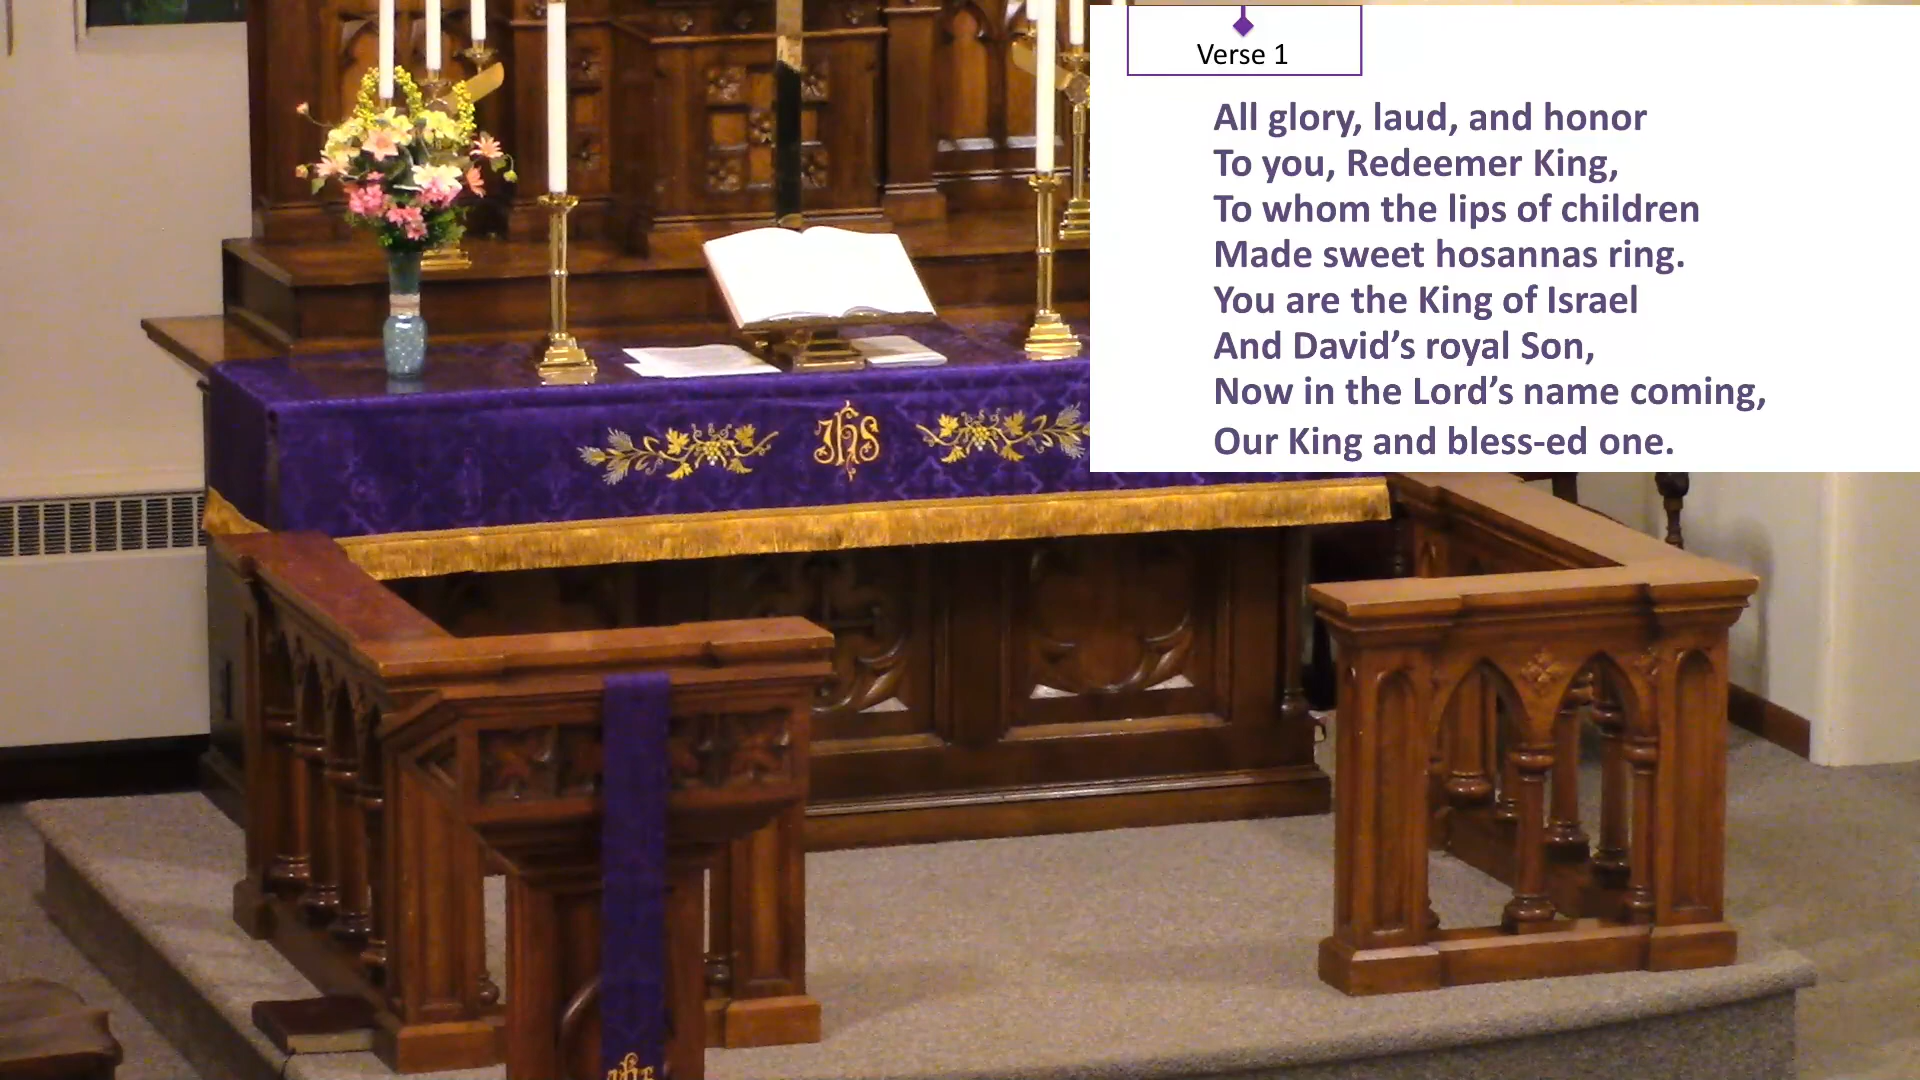 Verse 1
All glory, laud, and honor
To you, Redeemer King,
To whom the lips of children
Made sweet hosannas ring.
You are the King of Israel
And David’s royal Son,
Now in the Lord’s name coming,
Our King and bless-ed one.
IHS
IHS